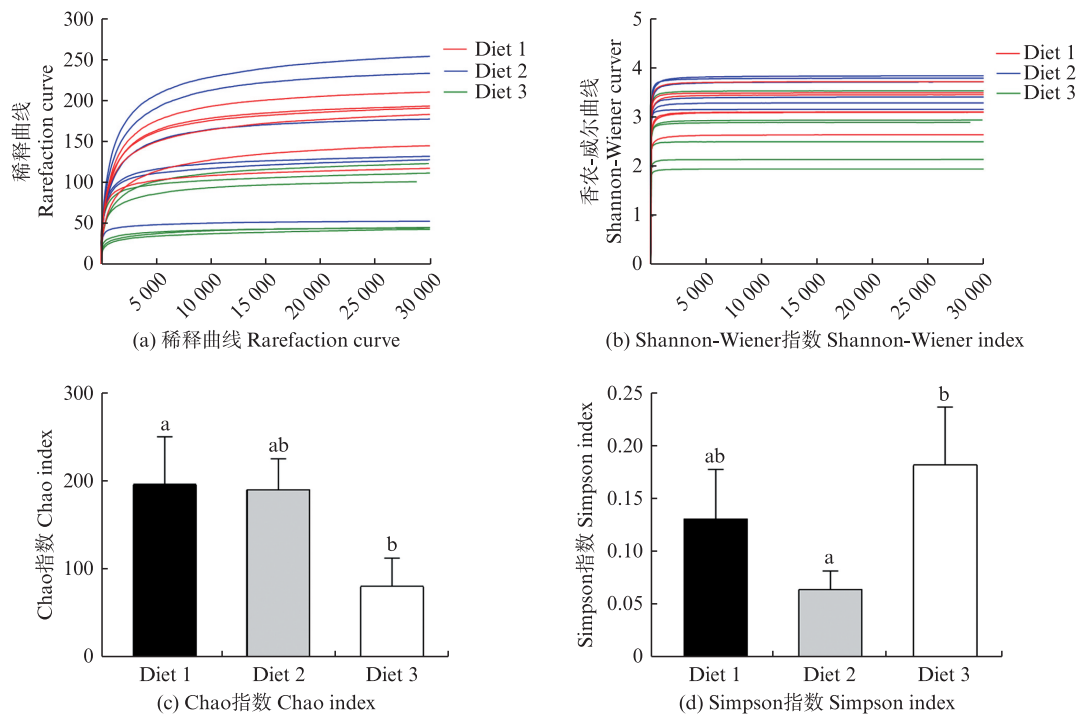 300
250
200
150
100
50
0
稀释曲线
Rarefaction curve
5 000
10 000
15 000
20 000
25 000
30 000
Diet 1
Diet 2
Diet 3
(a) 稀释曲线 Rarefaction curve
5
4
3
2
1
0
香农-威尔曲线
Shannon-Wiener curver
5 000
10 000
15 000
20 000
25 000
30 000
Diet 1
Diet 2
Diet 3
(b) Shannon-Wiener指数 Shannon-Wiener index
300
200
100
0
Chao指数 Chao index
a
ab
b
Diet 1
Diet 2
Diet 3
(c) Chao指数 Chao index
0.25
0.20
0.15
0.10
0.05
0
Simpson指数 Simpson index
ab
a
b
Diet 1
Diet 2
Diet 3
(d) Simpson指数 Simpson index